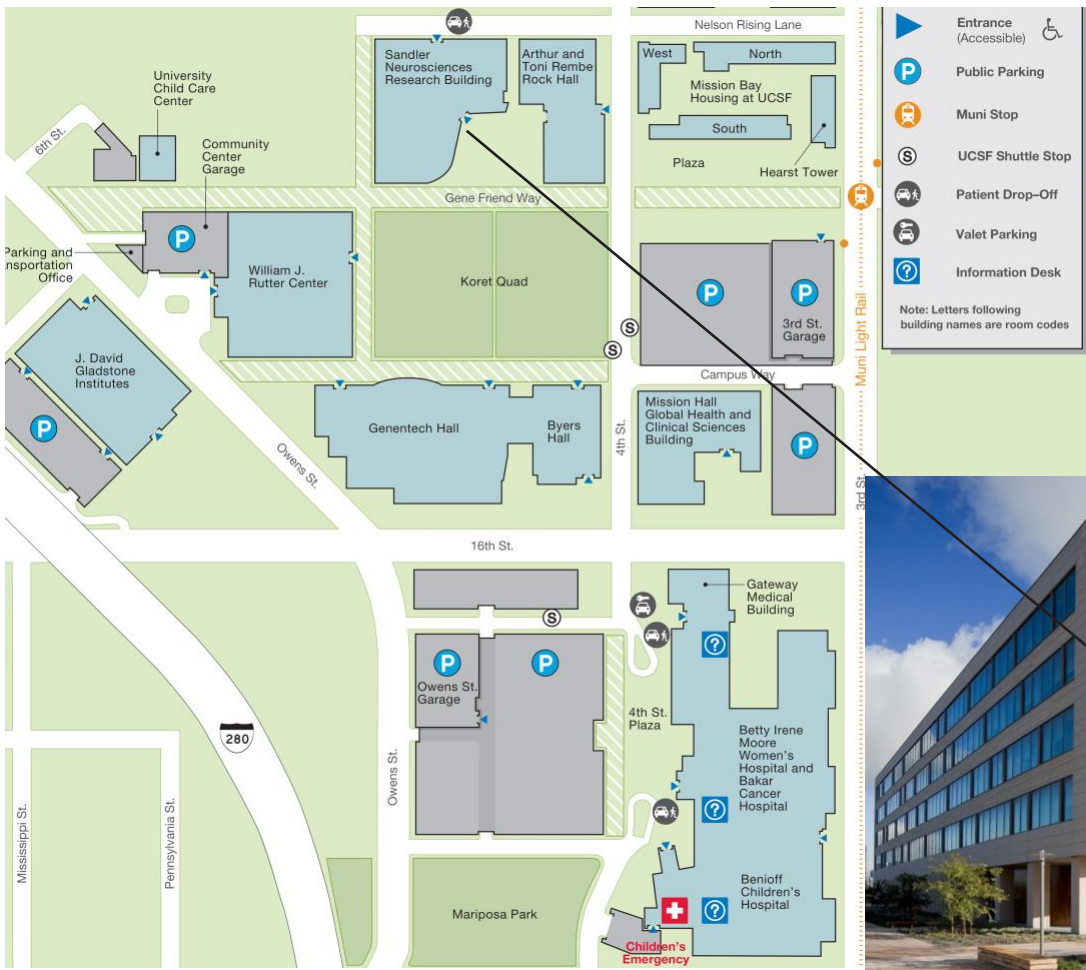 Nelson Rising Lane
Sandler
Neurosciences
Research Building
Arthur and
Toni Rembe
Rock Hall
West
North
Mission Bay
Housing at UCSF
South
Plaza
Hearst Tower
University
Child Care
Center
6th St.
Community
Center
Garage
Gene Friend Way
P
Parking and
nsportation
Office
William J.
Rutter Center
Koret Quad
P
P
3rd St.
Garage
S
S
J. David
Gladstone
Institutes
P
Campus Way
Muni Light Rail
Genentech Hall
Byers
Hall
4th St.
Mission Hall
Global Health and
Clinical Sciences
Building
P
Owens St.
3rd St.
16th St.
Gateway
Medical
Building
S
?
P
P
Owens St.
Garage
4th St.
Plaza
280
Owens St.
Betty Irene
Moore
Women's
Hospital and
Bakar
Cancer
Hospital
?
Mississippi St.
Pennsylvania St.
Mariposa Park
Benioff
Children's
Hospital
?
Children's
Emergency
Entrance
(Accessible)
P Public Parking
Muni Stop
S UCSF Shuttle Stop
Patient Drop–Off
Valet Parking
? Information Desk
Note: Letters following
building names are room codes